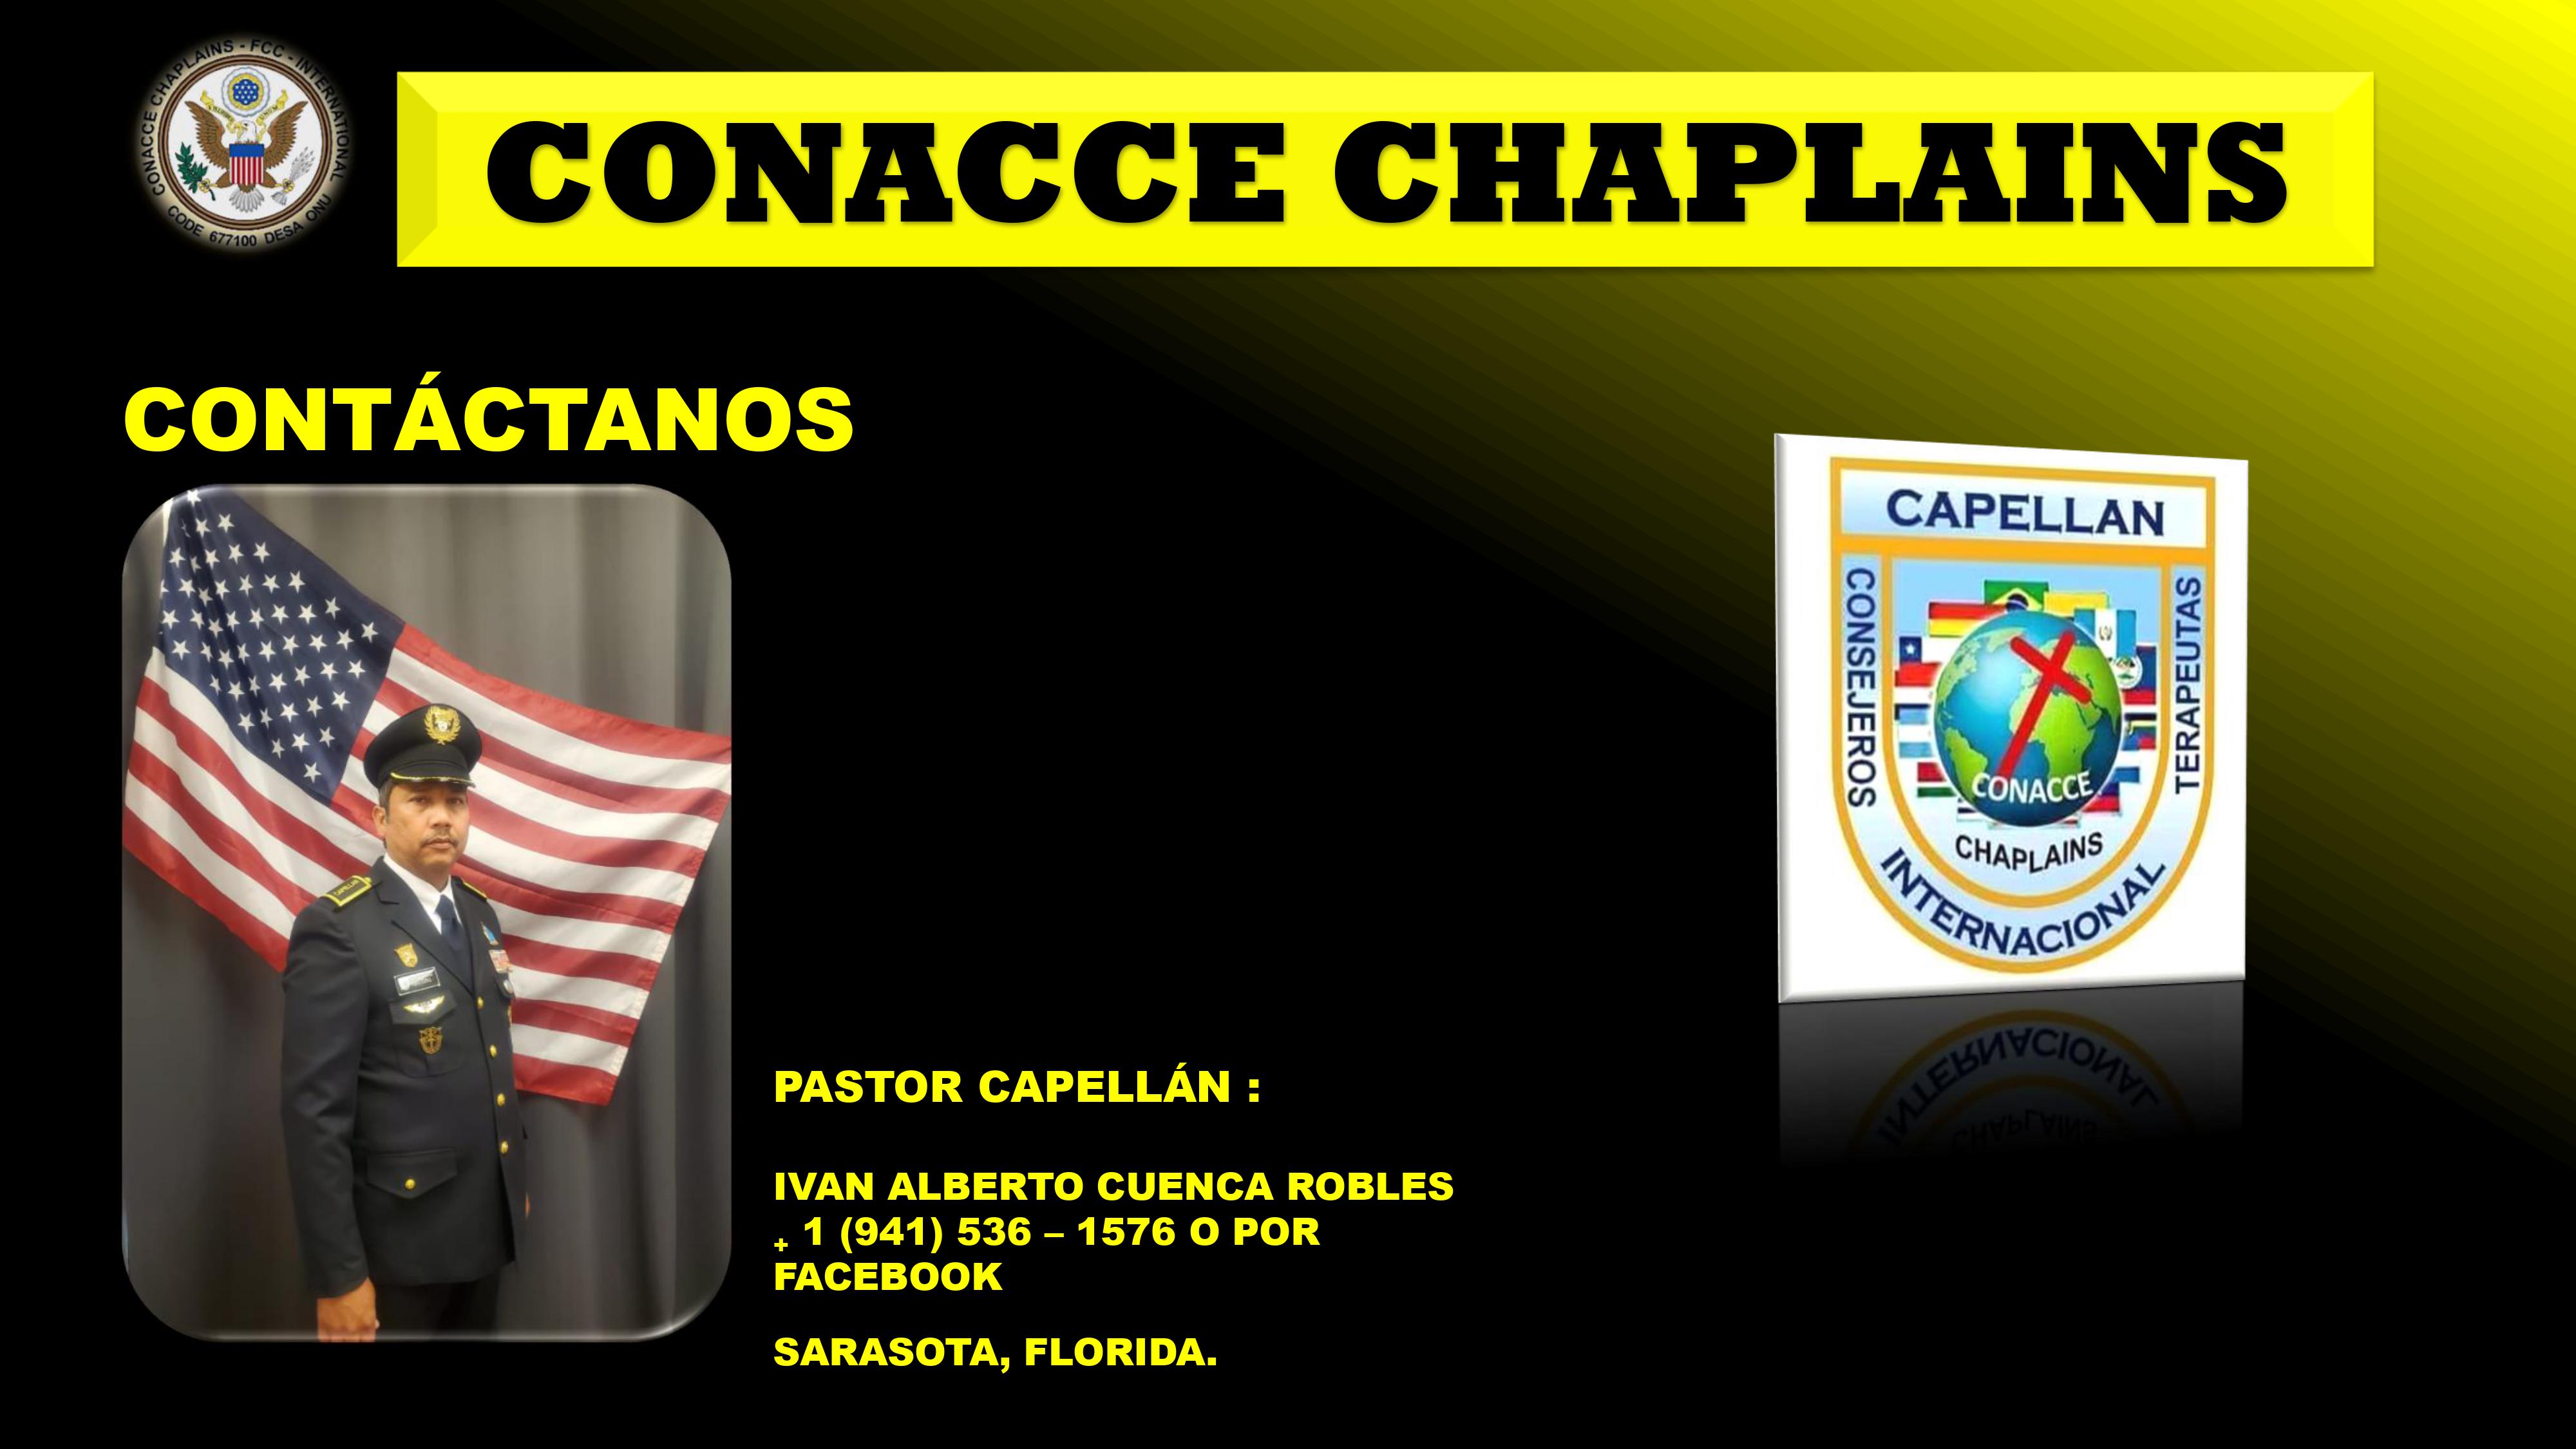 CONACCE CHAPLAINS - FCC - INTERNATIONAL
CODE 677100 DESA ONU
CONACCE CHAPLAINS
CONTÁCTANOS
CAPELLAN
CONSEJEROS
TERAPEUTAS
CONACCE
CHAPLAINS
INTERNACIONAL
PASTOR CAPELLÁN :
IVAN ALBERTO CUENCA ROBLES
+ 1 (941) 536 – 1576 O POR
FACEBOOK
SARASOTA, FLORIDA.